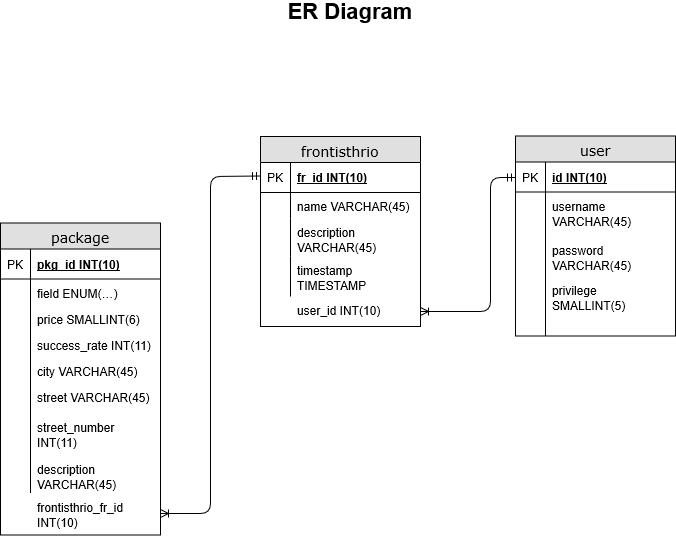 ER Diagram
frontisthrio
PK fr_id INT(10)
name VARCHAR(45)
description
VARCHAR(45)
timestamp
TIMESTAMP
user_id INT(10)
user
PK id INT(10)
username
VARCHAR(45)
password
VARCHAR(45)
privilege
SMALLINT(5)
package
PK pkg_id INT(10)
field ENUM(...)
price SMALLINT(6)
success_rate INT(11)
city VARCHAR(45)
street VARCHAR(45)
street_number
INT(11)
description
VARCHAR(45)
frontisthrio_fr_id
INT(10)